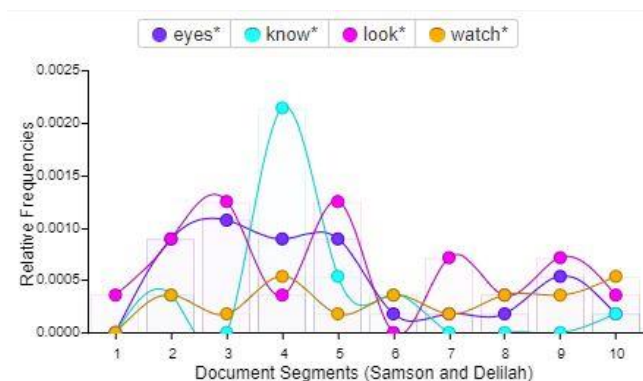 eyes* know* look* watch*
0.0025
0.0020
0.0015
0.0010
0.0005
0.0000
Relative Frequencies
1 2 3 4 5 6 7 8 9 10
Document Segments (Samson and Delilah)